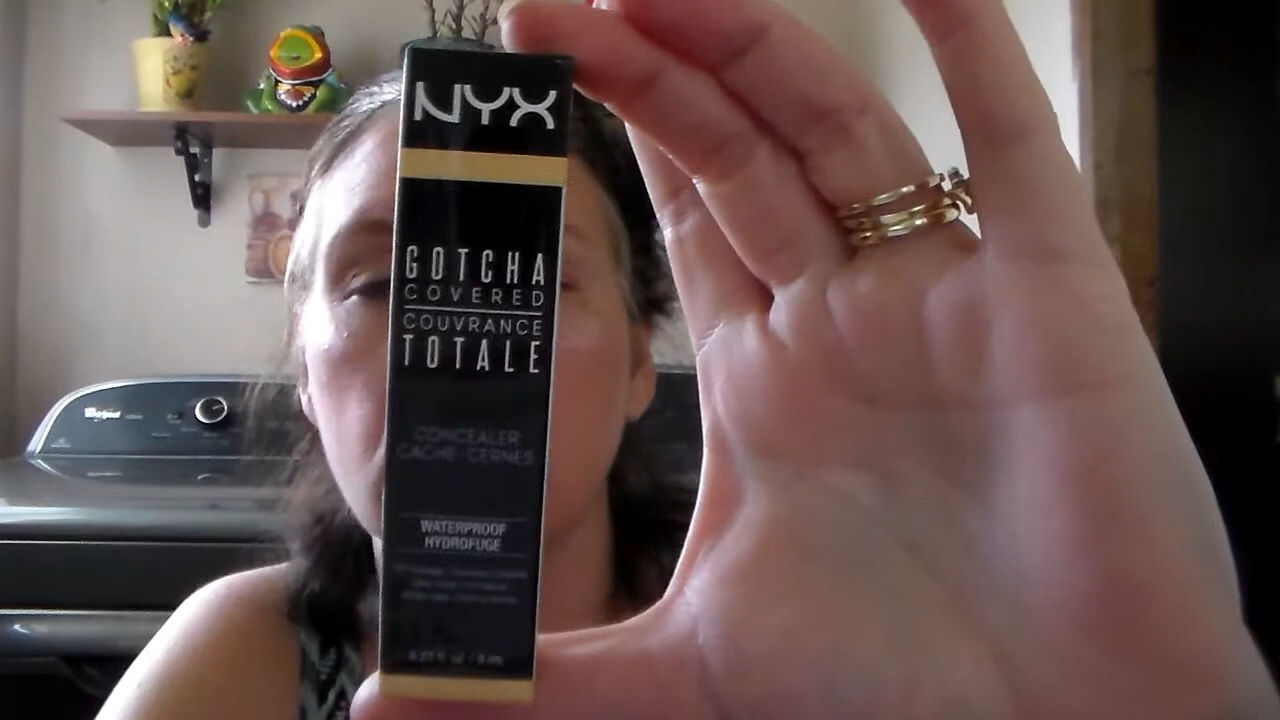 NYX
GOTCHA
COVERED
COUVRANCE
TOTALE
CONCEALER
CACHE-CERNES
WATERPROOF
HYDROFUGE
Whirlpool